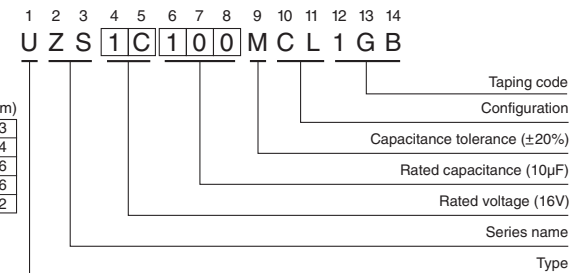 1 2 3 4 5 6 7 8 9 10 11 12 13 14
U Z S 1 C 1 0 0 M C L 1 G B
Taping code
m)
Configuration
3
4
Capacitance tolerance (±20%)
6
Rated capacitance (10µF)
6
2
Rated voltage (16V)
Series name
Type